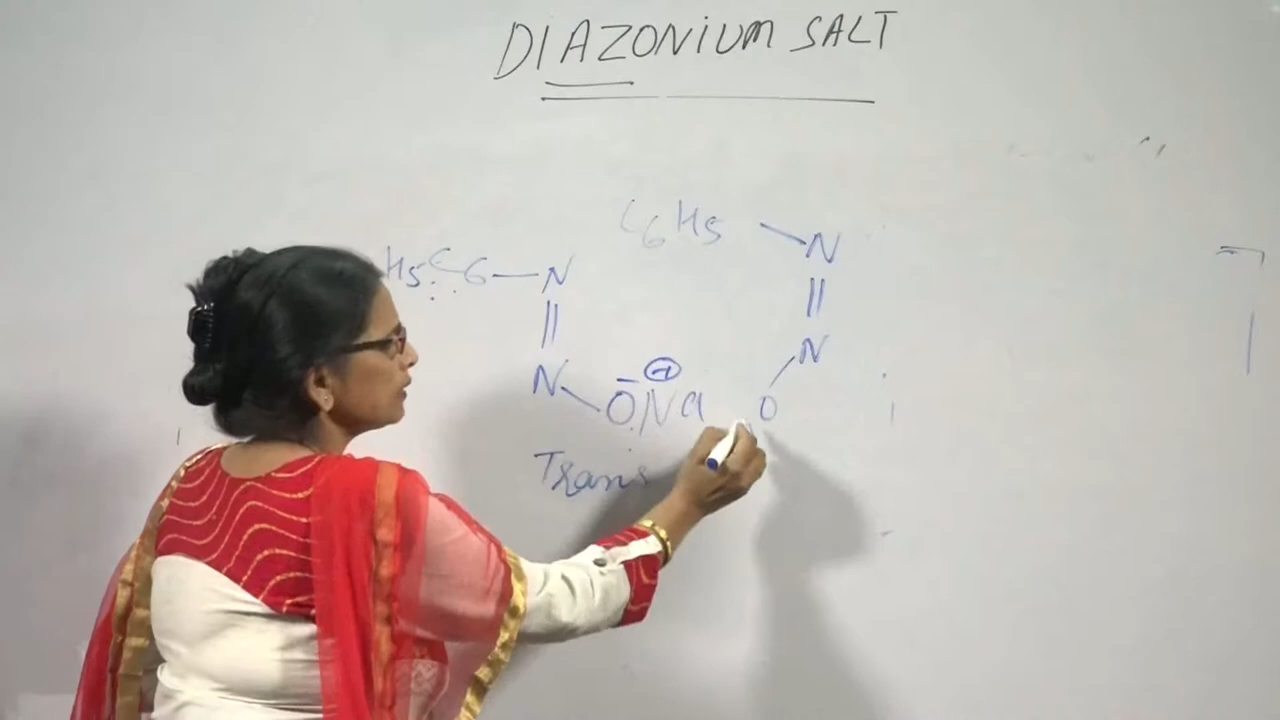 DIAZONIUM SALT
C6H5 N
H5C6 — N
||
||
N
N
O⁻ Na⊕
O
Trans